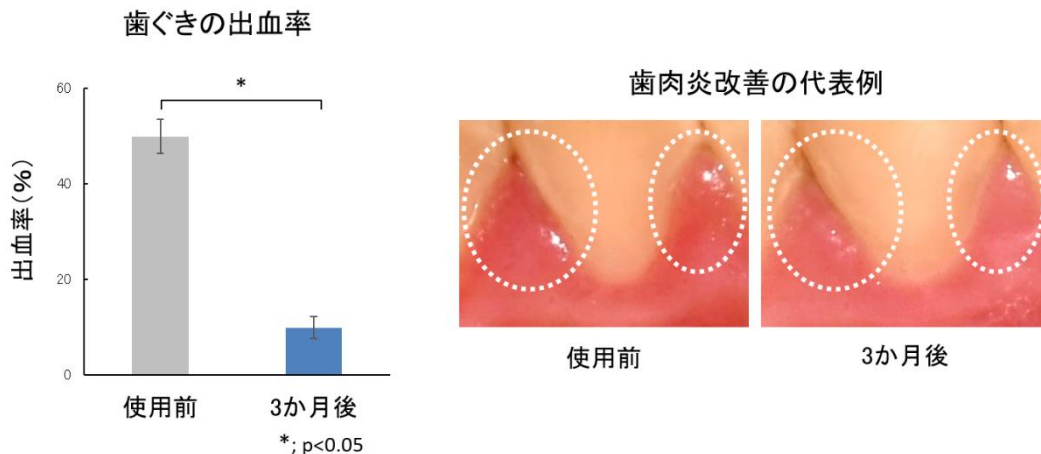 歯ぐきの出血率
出血率(%)
60
40
20
0
*
使用前
3か月後
*; p<0.05
歯肉炎改善の代表例
使用前
3か月後